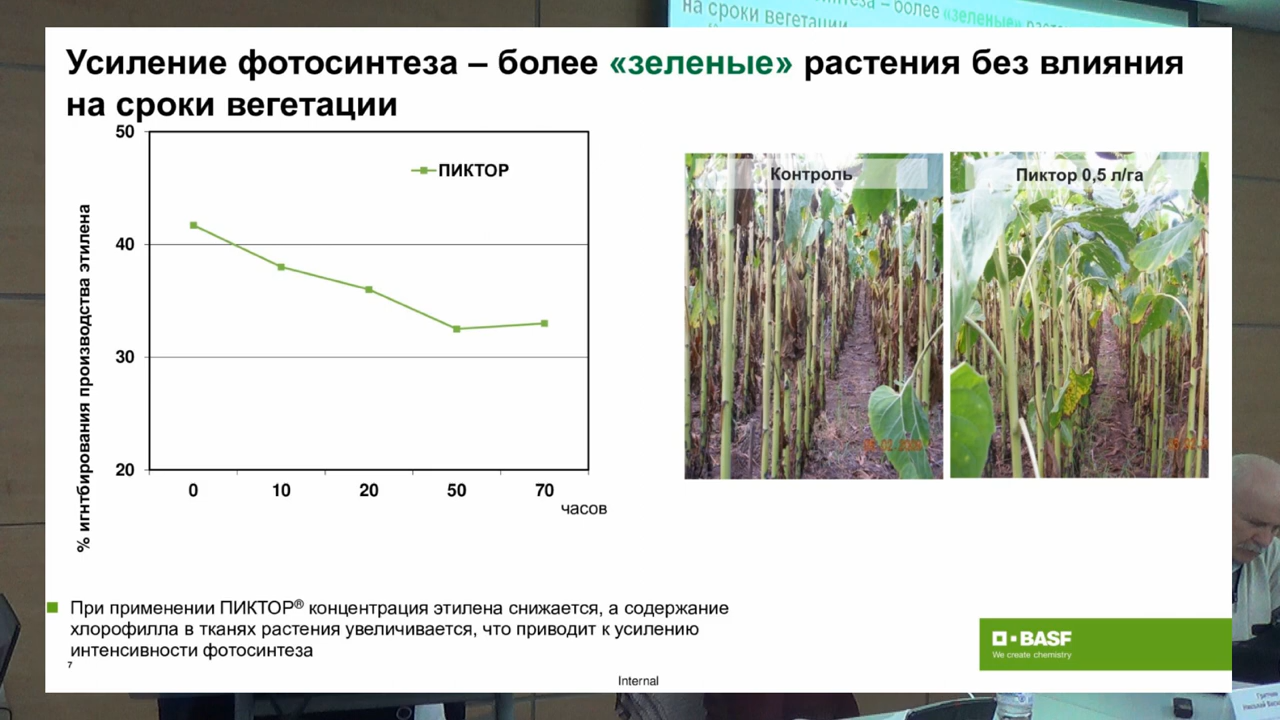 на сроки вегетации
Усиление фотосинтеза – более «зеленые» растения без влияния
на сроки вегетации
50
40
30
20
% игнтбирования производства этилена
ПИКТОР
0 10 20 50 70
часов
Контроль
Пиктор 0,5 л/га
При применении ПИКТОР® концентрация этилена снижается, а содержание
хлорофилла в тканях растения увеличивается, что приводит к усилению
интенсивности фотосинтеза
7
BASF
We create chemistry
Internal